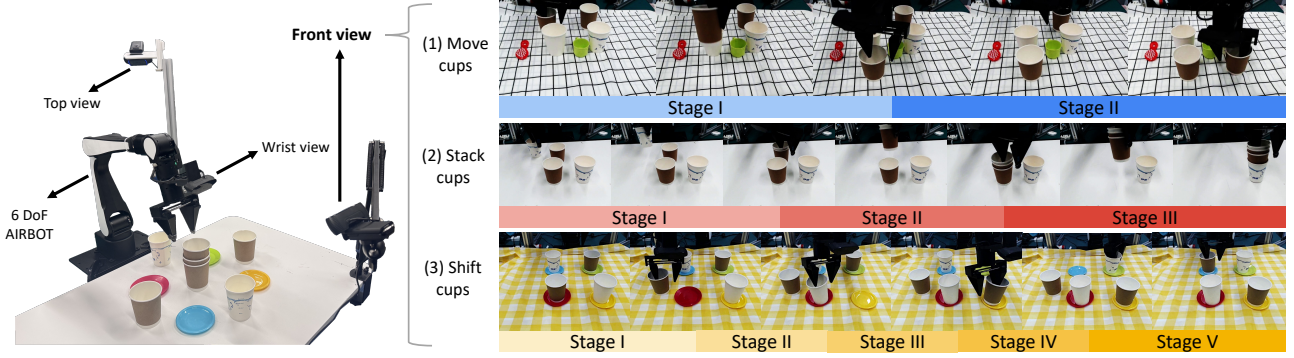 Top view
Wrist view
6 DoF
AIRBOT
Front view
(1) Move
cups
Stage I
Stage II
(2) Stack
cups
Stage I
Stage II
Stage III
(3) Shift
cups
Stage I
Stage II
Stage III
Stage IV
Stage V